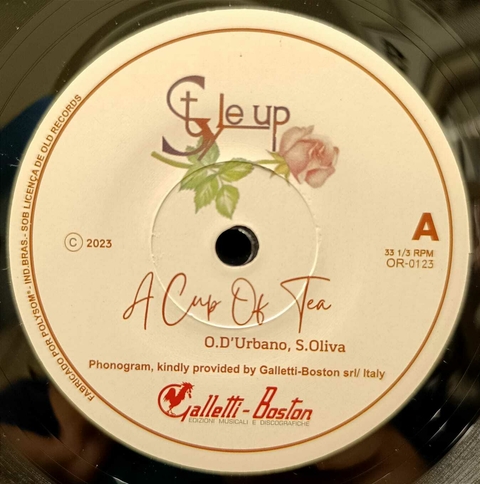 Style up
A
33 1/3 RPM
OR-0123
© 2023
A Cup Of Tea
O.D'Urbano, S.Oliva
Phonogram, kindly provided by Galletti-Boston srl/ Italy
Galletti-Boston
EDIZIONI MUSICALI E DISCOGRAFICHE
FABRICADO POR POLYSOM® - IND.BRAS.- SOB LICENÇA DE OLD RECORDS